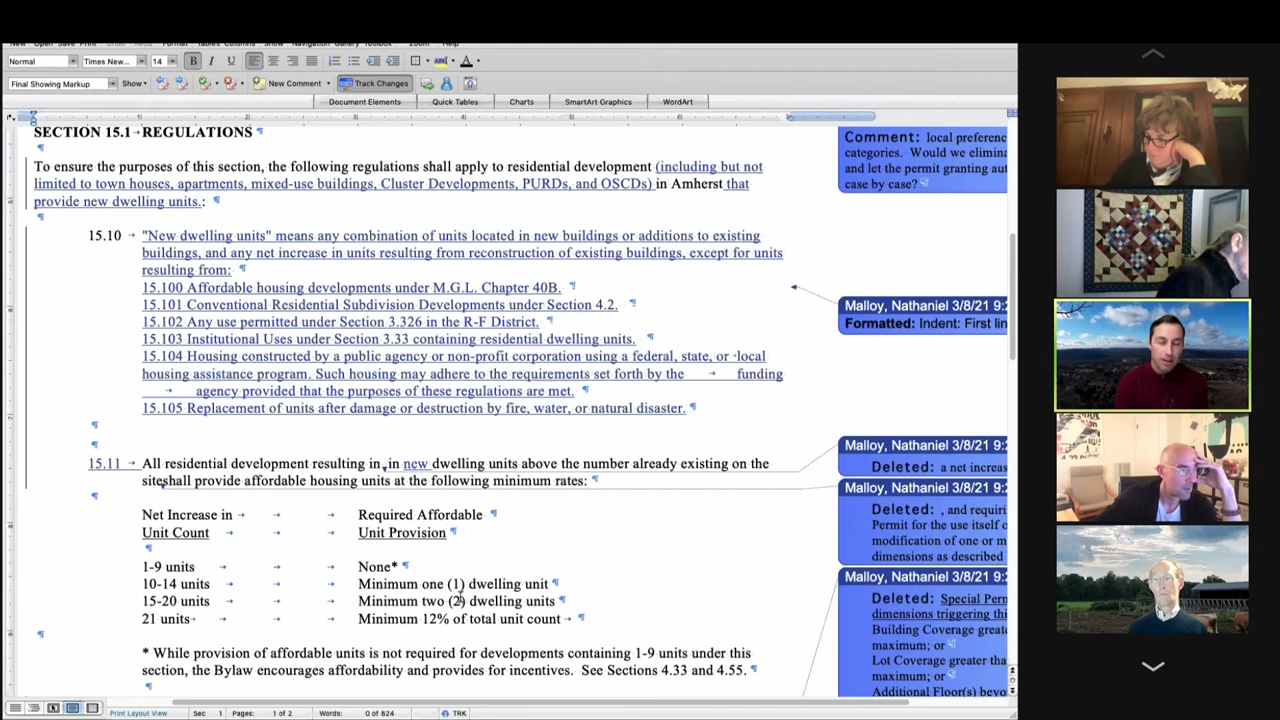 Normal
Times New...
14
B
I
U
A
Final Showing Markup
Show
New Comment
Track Changes
Document Elements
Quick Tables
Charts
SmartArt Graphics
WordArt
SECTION 15.1 REGULATIONS
To ensure the purposes of this section, the following regulations shall apply to residential development (including but not
limited to town houses, apartments, mixed-use buildings, Cluster Developments, PURDs, and OSCDs) in Amherst that
provide new dwelling units.:
15.10 "New dwelling units" means any combination of units located in new buildings or additions to existing
buildings, and any net increase in units resulting from reconstruction of existing buildings, except for units
resulting from:
15.100 Affordable housing developments under M.G.L. Chapter 40B.
15.101 Conventional Residential Subdivision Developments under Section 4.2.
15.102 Any use permitted under Section 3.326 in the R-F District.
15.103 Institutional Uses under Section 3.33 containing residential dwelling units.
15.104 Housing constructed by a public agency or non-profit corporation using a federal, state, or local
housing assistance program. Such housing may adhere to the requirements set forth by the funding
agency provided that the purposes of these regulations are met.
15.105 Replacement of units after damage or destruction by fire, water, or natural disaster.
15.11 All residential development resulting in in new dwelling units above the number already existing on the
siteshall provide affordable housing units at the following minimum rates:
Net Increase in Required Affordable
Unit Count Unit Provision
1-9 units None*
10-14 units Minimum one (1) dwelling unit
15-20 units Minimum two (2) dwelling units
21 units Minimum 12% of total unit count
* While provision of affordable units is not required for developments containing 1-9 units under this
section, the Bylaw encourages affordability and provides for incentives. See Sections 4.33 and 4.55.
Comment: local preferenc
categories. Would we elimina
and let the permit granting aut
case by case?
Malloy, Nathaniel 3/8/21 9:2
Formatted: Indent: First lin
Malloy, Nathaniel 3/8/21 9:2
Deleted: a net increas
Malloy, Nathaniel 3/8/21 9:2
Deleted: , and requirin
Permit for the use itself o
modification of one or m
dimensions as described
Malloy, Nathaniel 3/8/21 9:2
Deleted: Special Perm
dimensions triggering thi
Building Coverage greate
maximum; or
Lot Coverage greater tha
maximum; or
Additional Floor(s) beyo
Print Layout View
Sec 1
Pages: 1 of 2
Words: 0 of 824
TRK